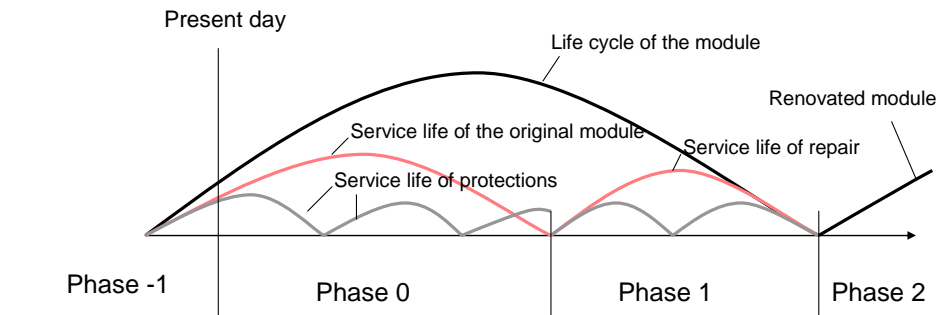 Present day
Life cycle of the module
Renovated module
Service life of the original module
Service life of repair
Service life of protections
Phase -1
Phase 0
Phase 1
Phase 2